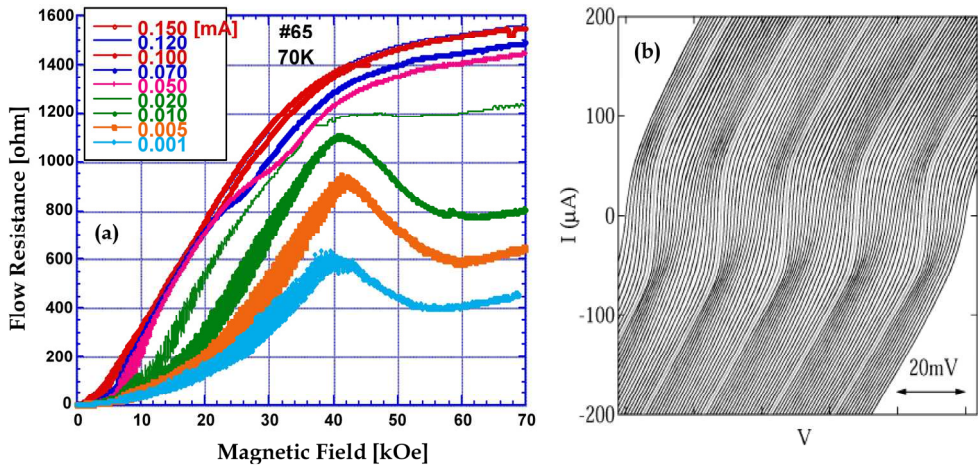 1600
1400
1200
1000
800
600
400
200
0
Flow Resistance [ohm]
0.150 [mA]
0.120
0.100
0.070
0.050
0.020
0.010
0.005
0.001
#65
70K
(a)
0 10 20 30 40 50 60 70
Magnetic Field [kOe]
(b)
200
100
0
-100
-200
I (μA)
20mV
V